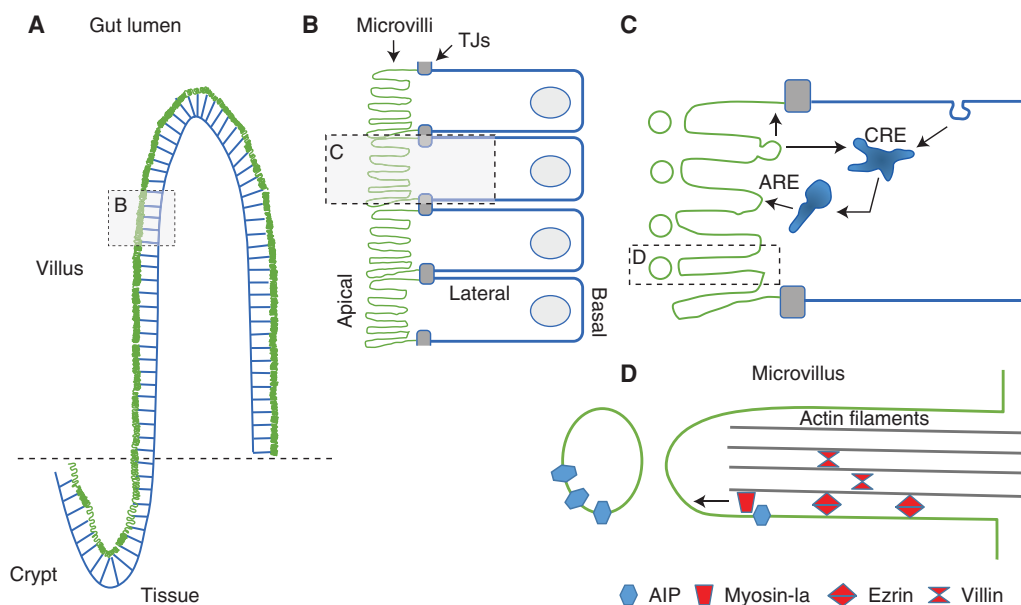 A
Gut lumen
B
Villus
Crypt
Tissue
B
Microvilli
TJs
C
Apical
Lateral
Basal
C
CRE
ARE
D
D
Microvillus
Actin filaments
AIP
Myosin-Ia
Ezrin
Villin